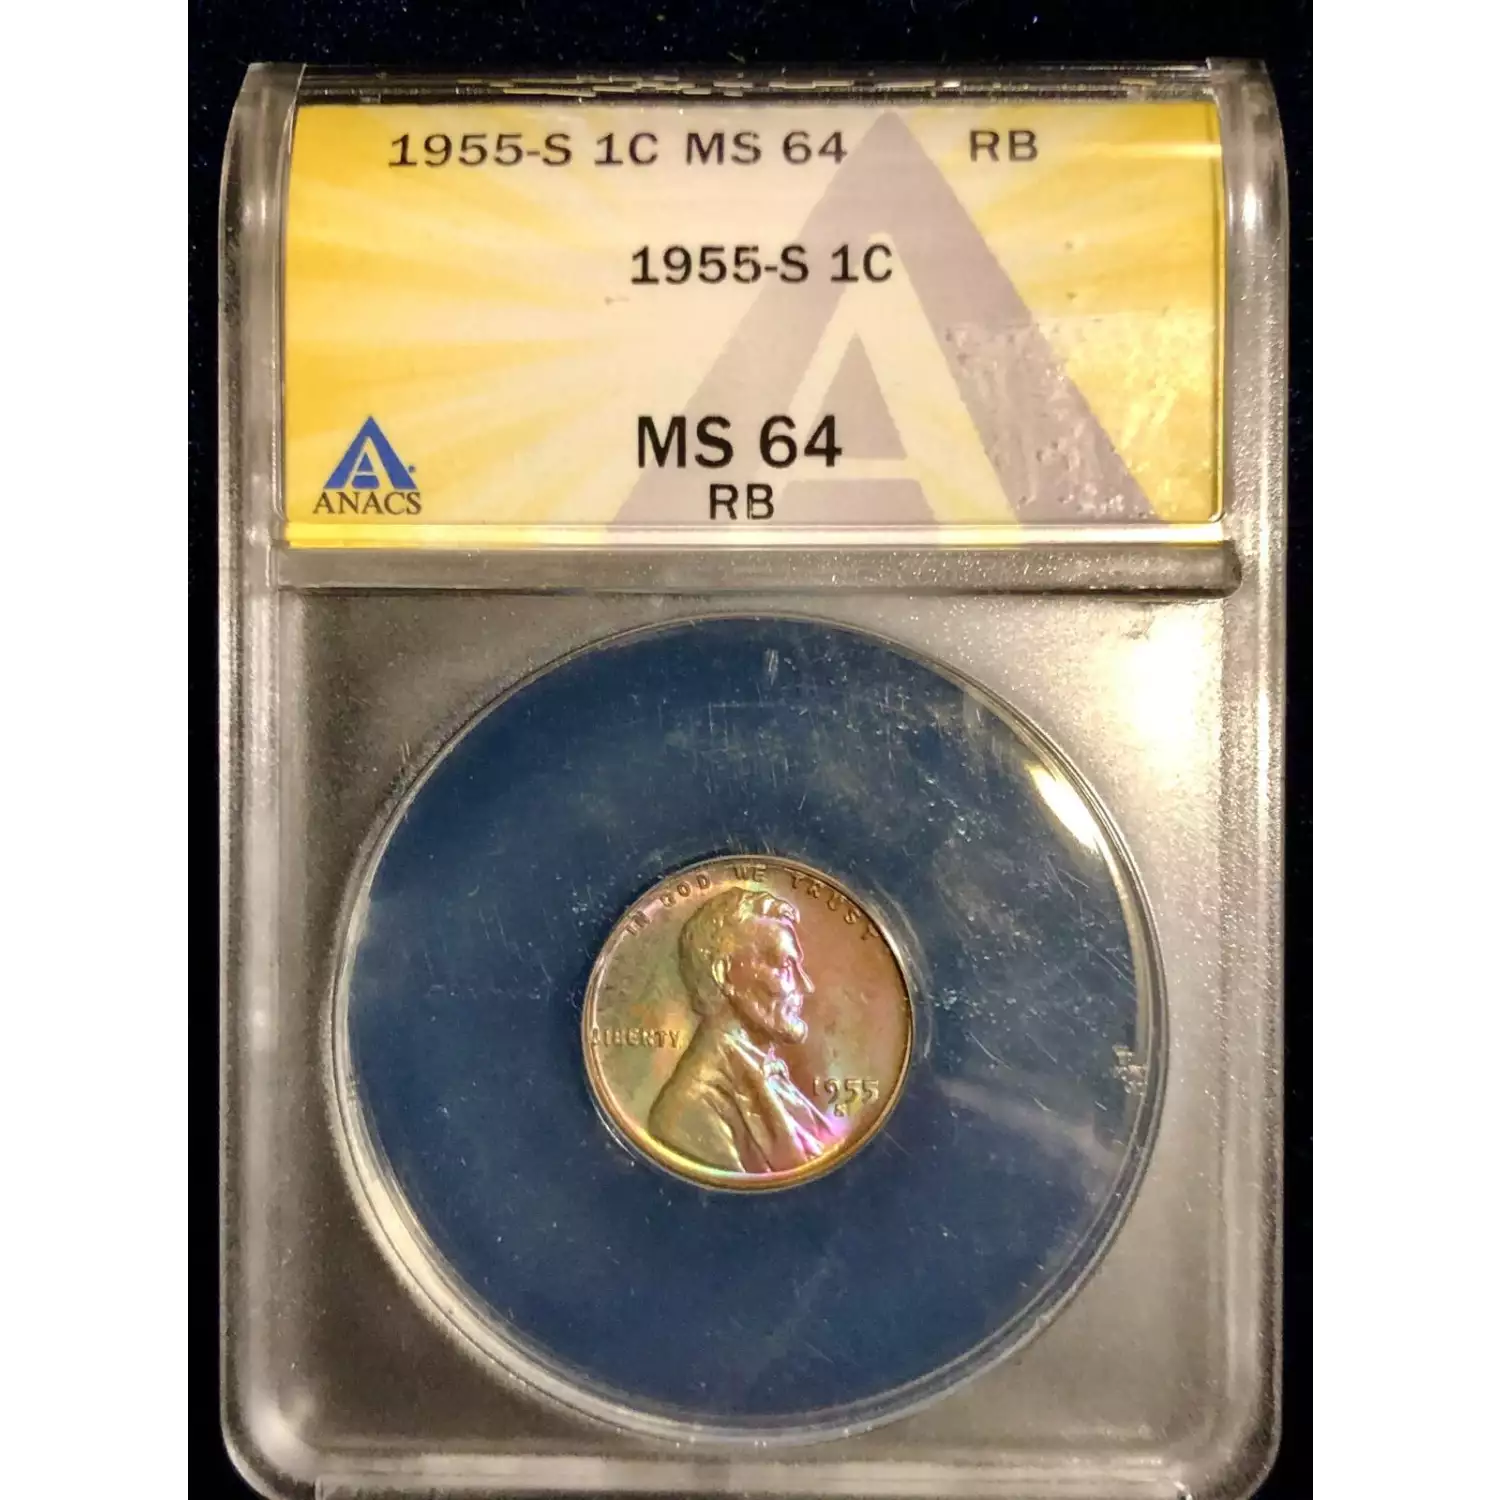 1955-S 1C MS 64 RB
1955-S 1C
MS 64
RB
ANACS
IN GOD WE TRUST
LIBERTY
1955
S